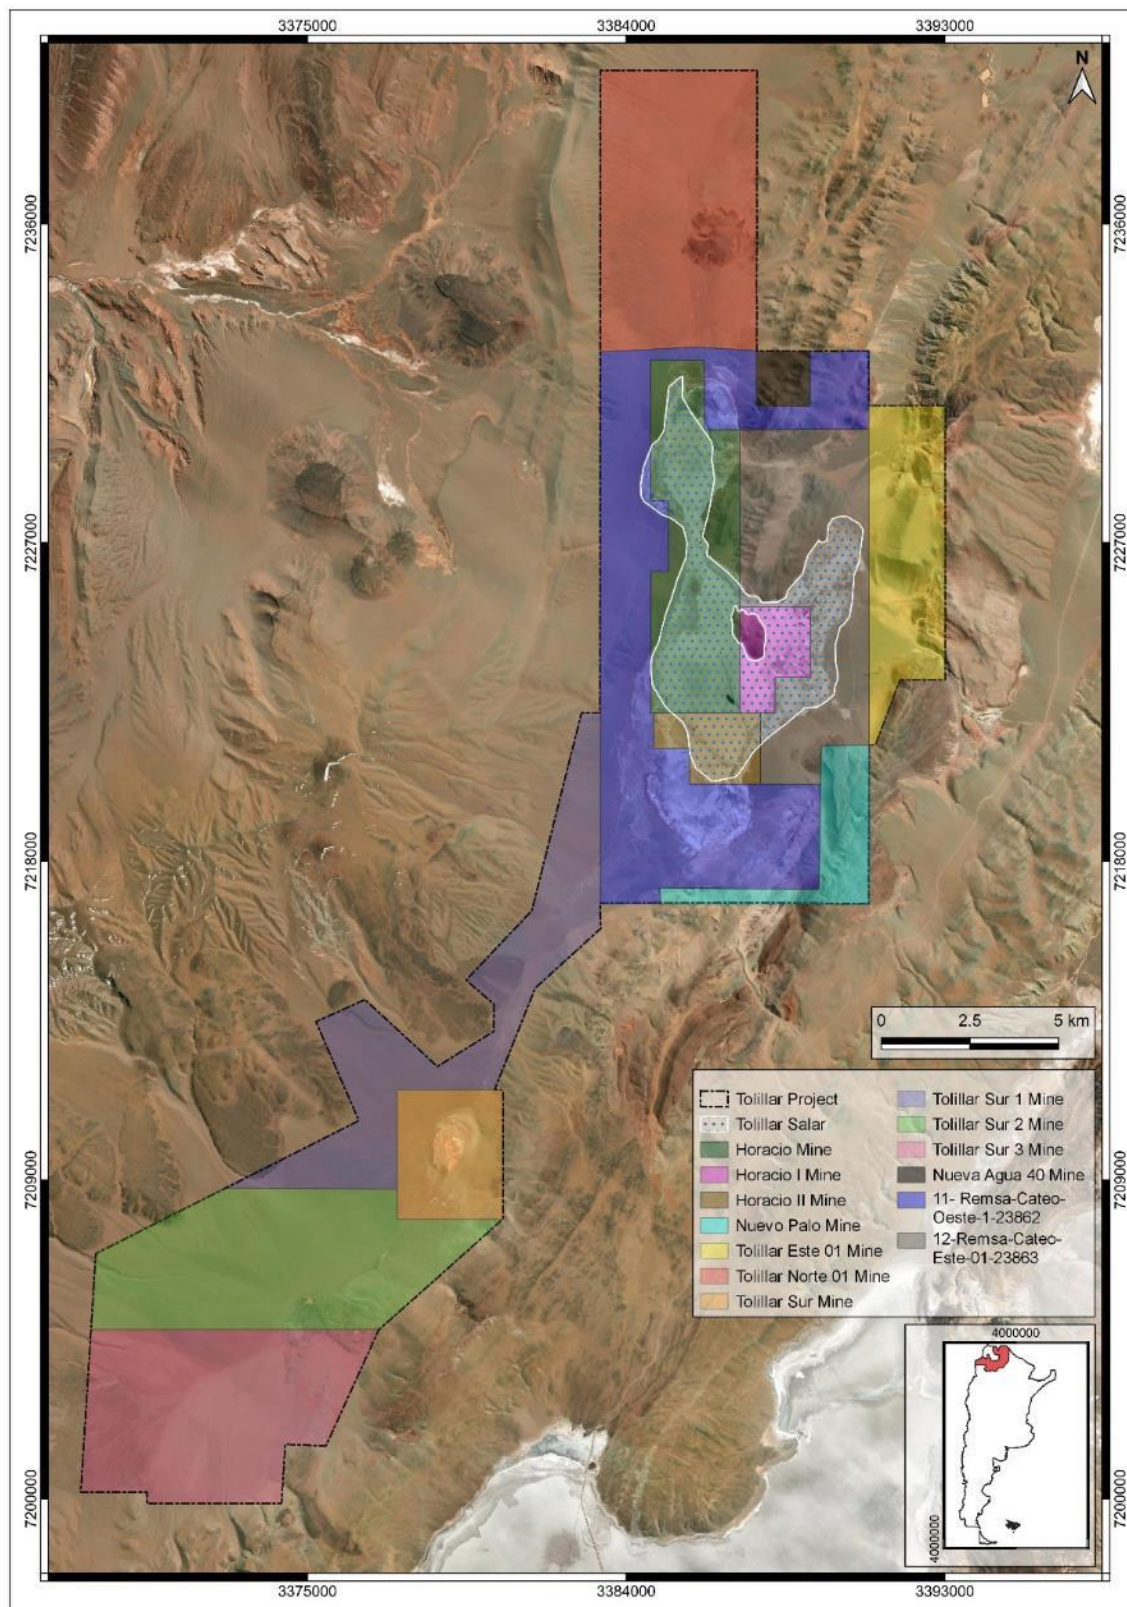 3375000
3384000
3393000
N
7236000
7236000
7227000
7227000
7218000
7218000
0 2.5 5 km
Tolillar Project
Tolillar Salar
Horacio Mine
Horacio I Mine
Horacio II Mine
Nuevo Palo Mine
Tolillar Este 01 Mine
Tolillar Norte 01 Mine
Tolillar Sur Mine
Tolillar Sur 1 Mine
Tolillar Sur 2 Mine
Tolillar Sur 3 Mine
Nueva Agua 40 Mine
11- Remsa-Cateo-
Oeste-1-23862
12-Remsa-Cateo-
Este-01-23863
7209000
7209000
4000000
4000000
7200000
7200000
3375000
3384000
3393000